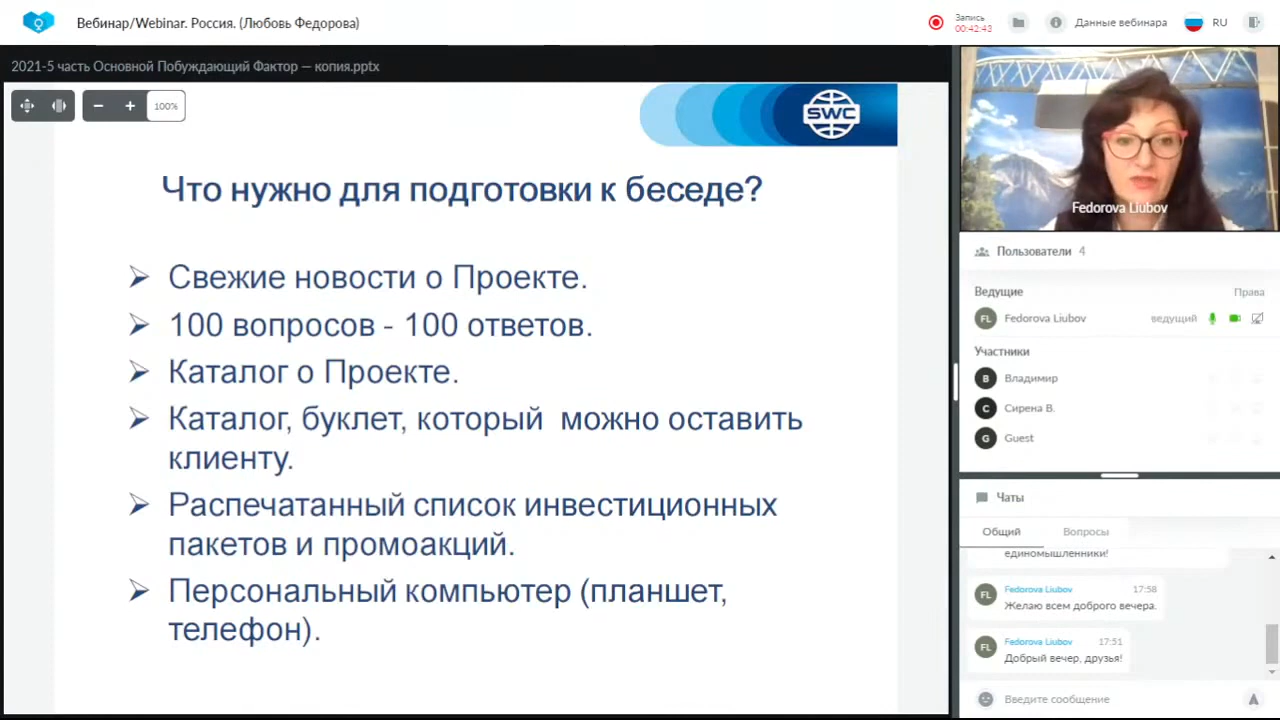 Вебинар/Webinar. Россия. (Любовь Федорова)
Запись
00:42:43
Данные вебинара
RU
2021-5 часть Основной Побуждающий Фактор — копия.pptx
100%
SWC
Что нужно для подготовки к беседе?
Свежие новости о Проекте.
100 вопросов - 100 ответов.
Каталог о Проекте.
Каталог, буклет, который можно оставить
клиенту.
Распечатанный список инвестиционных
пакетов и промоакций.
Персональный компьютер (планшет,
телефон).
Fedorova Liubov
Пользователи 4
Ведущие Права
FL Fedorova Liubov ведущий
Участники
В Владимир
С Сирена В.
G Guest
Чаты
Общий Вопросы
единомышленники!
FL Fedorova Liubov 17:58
Желаю всем доброго вечера.
FL Fedorova Liubov 17:51
Добрый вечер, друзья!
Введите сообщение